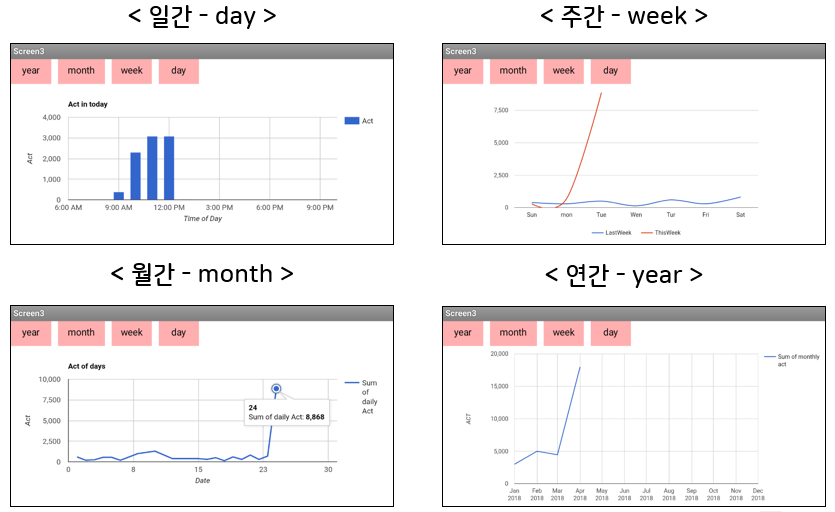 < 일간 - day >
< 주간 - week >
Screen3
year month week day
Act in today
4,000
3,000
2,000
1,000
0
Act
6:00 AM 9:00 AM 12:00 PM 3:00 PM 6:00 PM 9:00 PM
Time of Day
Act
Screen3
year month week day
7,500
5,000
2,500
0
Sun mon Tue Wen Tur Fri Sat
LastWeek ThisWeek
< 월간 - month >
< 연간 - year >
Screen3
year month week day
Act of days
10,000
7,500
5,000
2,500
0
Act
0 8 15 23 30
Date
24
Sum of daily Act: 8,868
Sum
of
daily
Act
Screen3
year month week day
20,000
15,000
10,000
5,000
0
ACT
Jan Feb Mar Apr May Jun Jul Aug Sep Oct Nov Dec
2018 2018 2018 2018 2018 2018 2018 2018 2018 2018 2018 2018
Sum of monthly
act